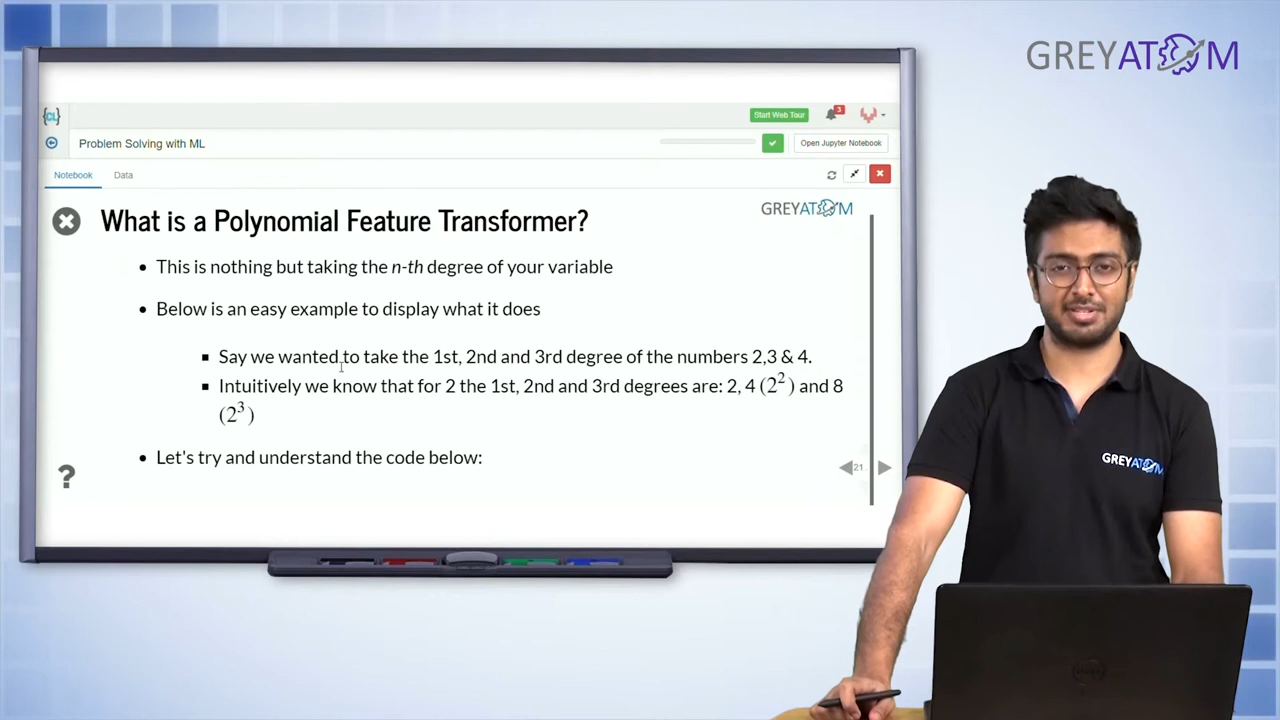 GREYATOM
{CL}
Start Web Tour
3
Problem Solving with ML
Open Jupyter Notebook
Notebook
Data
GREYATOM
What is a Polynomial Feature Transformer?
• This is nothing but taking the n-th degree of your variable
• Below is an easy example to display what it does
▪ Say we wanted to take the 1st, 2nd and 3rd degree of the numbers 2,3 & 4.
▪ Intuitively we know that for 2 the 1st, 2nd and 3rd degrees are: 2, 4 (2²) and 8
(2³)
• Let's try and understand the code below:
?
21
GREYATOM